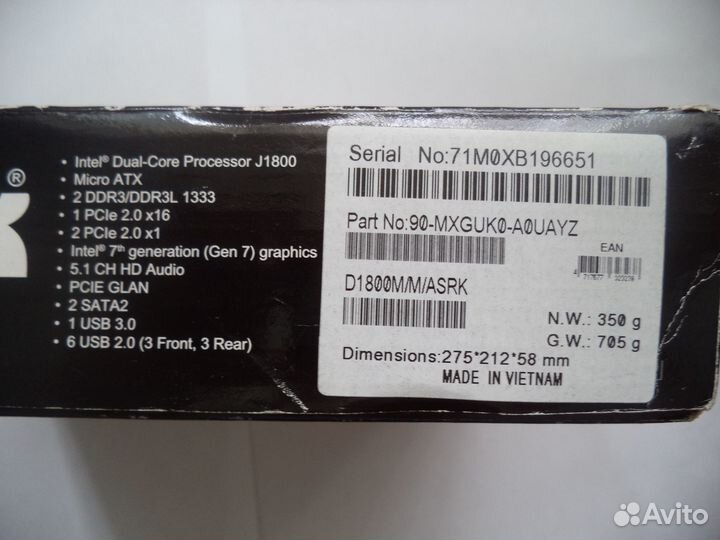 ®
• Intel® Dual-Core Processor J1800
• Micro ATX
• 2 DDR3/DDR3L 1333
• 1 PCIe 2.0 x16
• 2 PCIe 2.0 x1
• Intel® 7th generation (Gen 7) graphics
• 5.1 CH HD Audio
• PCIE GLAN
• 2 SATA2
• 1 USB 3.0
• 6 USB 2.0 (3 Front, 3 Rear)
Serial No:71M0XB196651
Part No:90-MXGUK0-A0UAYZ
EAN
D1800M/M/ASRK
N.W.: 350 g
G.W.: 705 g
Dimensions:275*212*58 mm
MADE IN VIETNAM
Avito